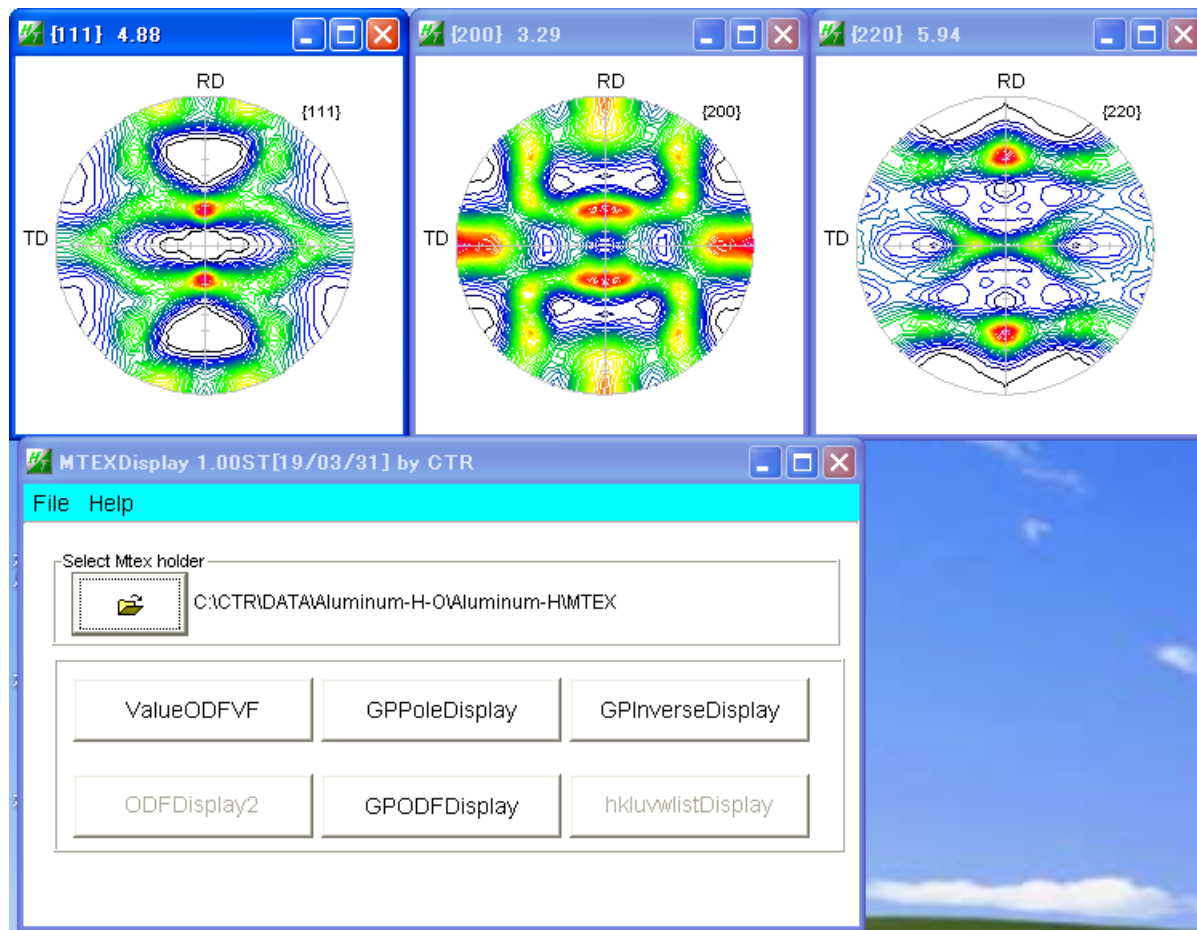 {111} 4.88
{200} 3.29
{220} 5.94
RD
{111}
TD
RD
{200}
TD
RD
{220}
TD
MTEXDisplay 1.00ST[19/03/31] by CTR
File Help
Select Mtex holder
C:\CTR\DATA\Aluminum-H-O\Aluminum-H\MTEX
ValueODFVF GPPoleDisplay GPInverseDisplay
ODFDisplay2 GPODFDisplay hkluvwlistDisplay